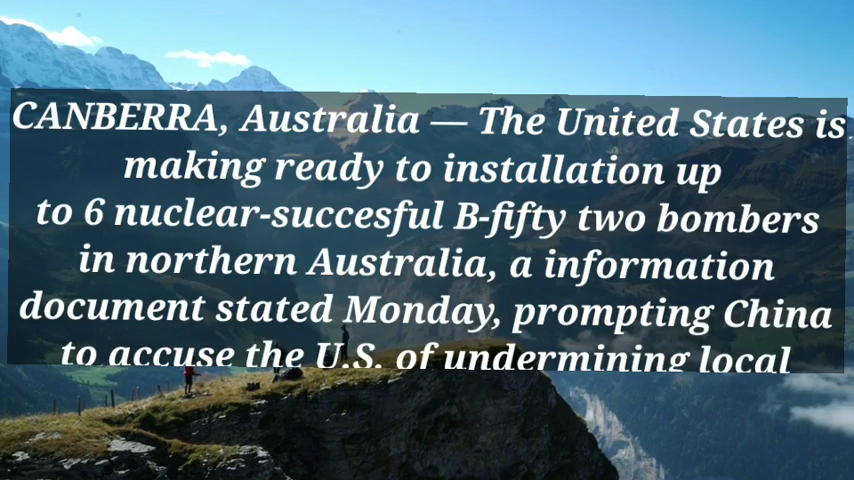 CANBERRA, Australia — The United States is
making ready to installation up
to 6 nuclear-succesful B-fifty two bombers
in northern Australia, a information
document stated Monday, prompting China
to accuse the U.S. of undermining local